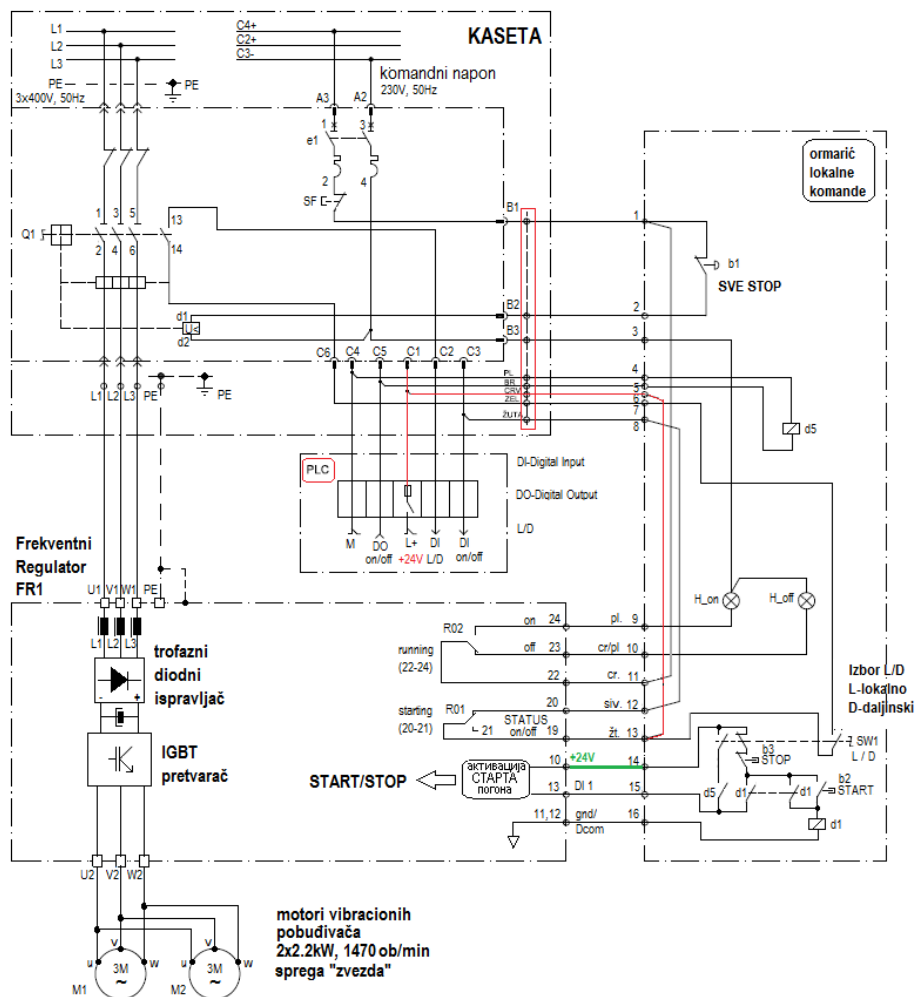 L1
L2
L3
PE
PE
3x400V, 50Hz
C4+
C2+
C3-
KASETA
komandni napon
230V, 50Hz
A3
A2
1
3
e1
2
4
SF
ormarić
lokalne
komande
B1
1
1
3
5
13
Q1
2
4
6
14
b1
SVE STOP
d1
U<
d2
B2
2
B3
3
C6
C4
C5
C1
C2
C3
L1
L2
L3
PE
PE
PL
BR
CRV
ZEL
ŽUTA
4
5
6
7
8
d5
PLC
DI-Digital Input
DO-Digital Output
L/D
M
DO
L+
DI
DI
on/off
+24V
L/D
on/off
Frekventni
Regulator
FR1
U1
V1
W1
PE
L1
L2
L3
trofazni
diodni
ispravljač
-
+
IGBT
pretvarač
R02
on
24
pl.
9
H_on
H_off
running
(22-24)
off
23
cr/pl
10
22
cr.
11
Izbor L/D
L-lokalno
D-daljinski
starting
(20-21)
R01
20
siv.
12
21
STATUS
on/off
19
žt.
13
SW1
L / D
START/STOP
активација
СТАРТА
погона
10
+24V
14
b3
STOP
13
DI 1
15
d5
d1
d1
b2
START
11,12
gnd/
Dcom
16
d1
U2
V2
W2
motori vibracionih
pobuđivača
2x2.2kW, 1470 ob/min
sprega "zvezda"
u
v
w
3M
~
M1
u
v
w
3M
~
M2